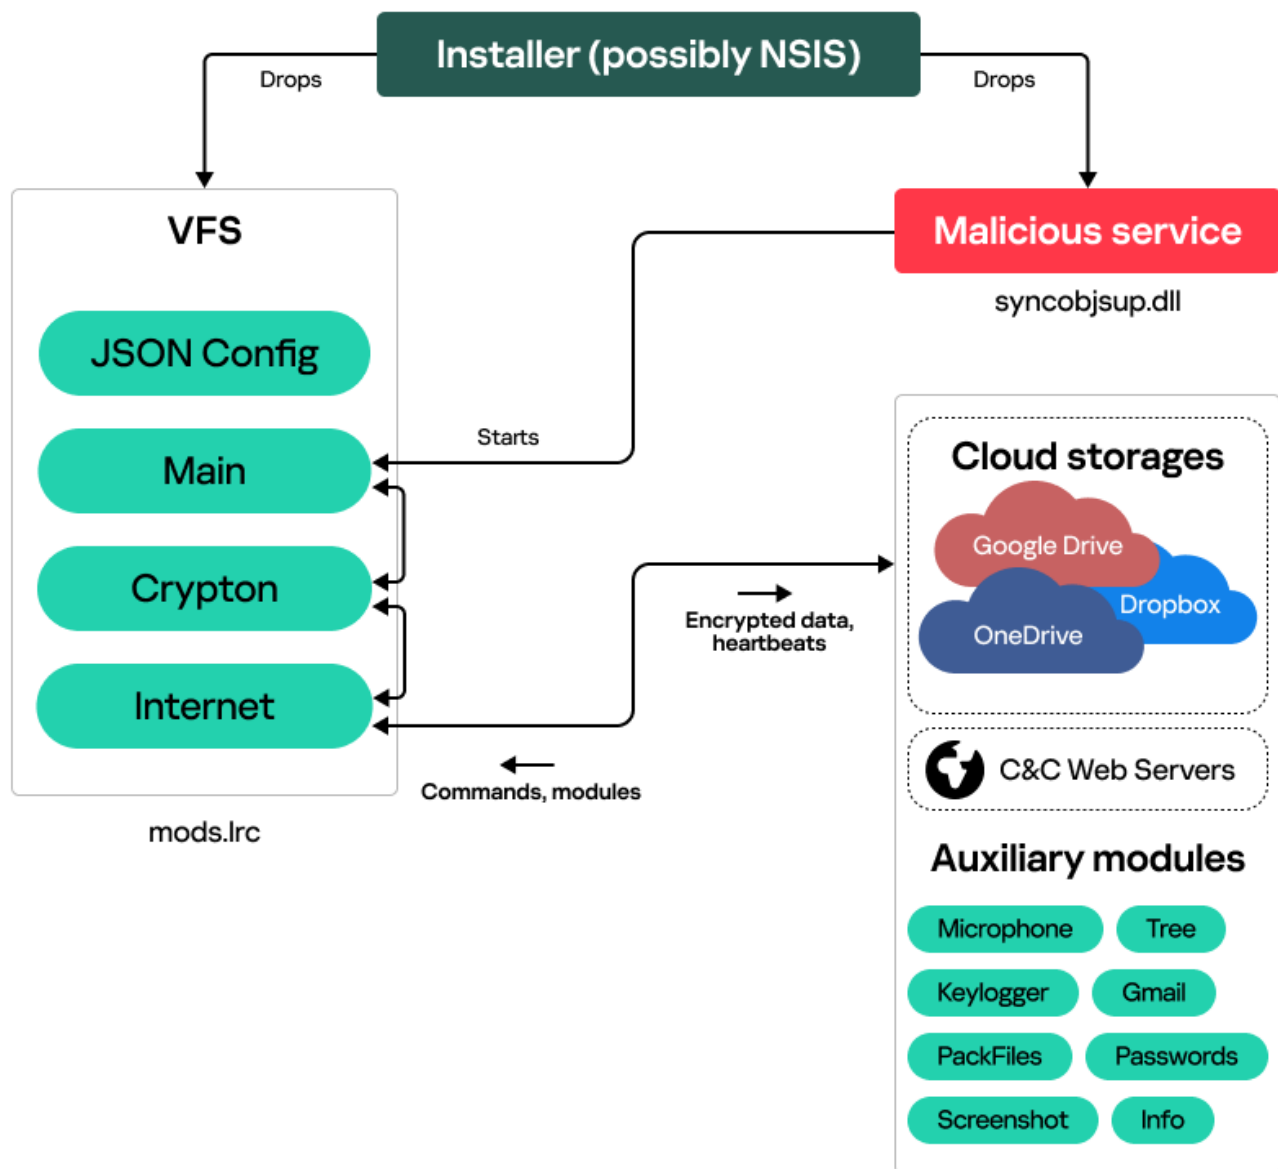 Installer (possibly NSIS)
Drops
Drops
VFS
Malicious service
syncobjsup.dll
JSON Config
Starts
Main
Crypton
Internet
mods.lrc
Encrypted data,
heartbeats
Commands, modules
Cloud storages
Google Drive
Dropbox
OneDrive
C&C Web Servers
Auxiliary modules
Microphone
Tree
Keylogger
Gmail
PackFiles
Passwords
Screenshot
Info